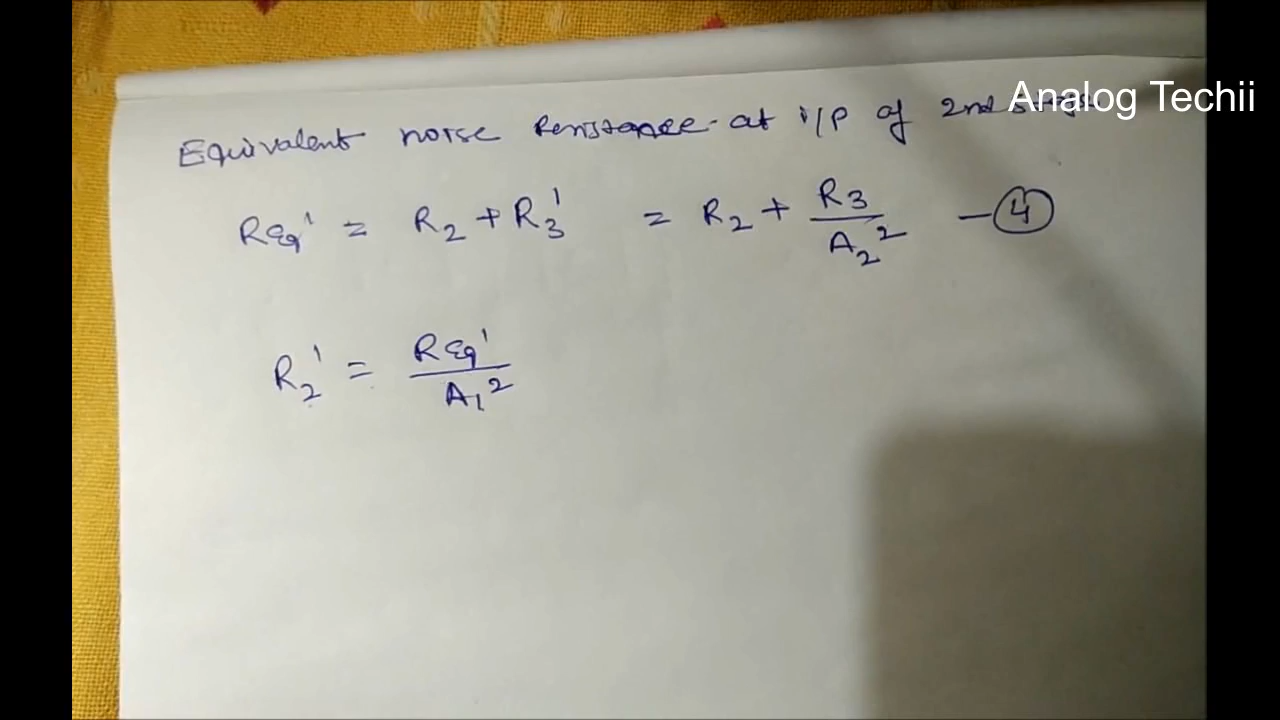 Analog Techii
Equivalent noise Resistance at i/p of 2nd
Req' = R₂ + R₃' = R₂ + R₃/A₂² — ④
R₂' = Req'/A₁²